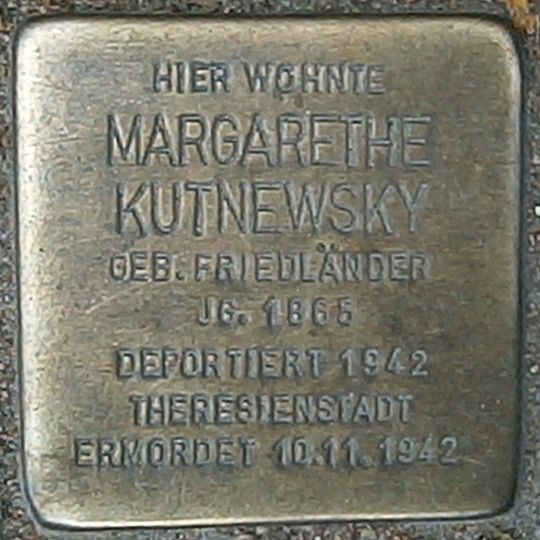 HIER WOHNTE
MARGARETHE
KUTNEWSKY
GEB. FRIEDLÄNDER
JG. 1865
DEPORTIERT 1942
THERESIENSTADT
ERMORDET 10.11.1942